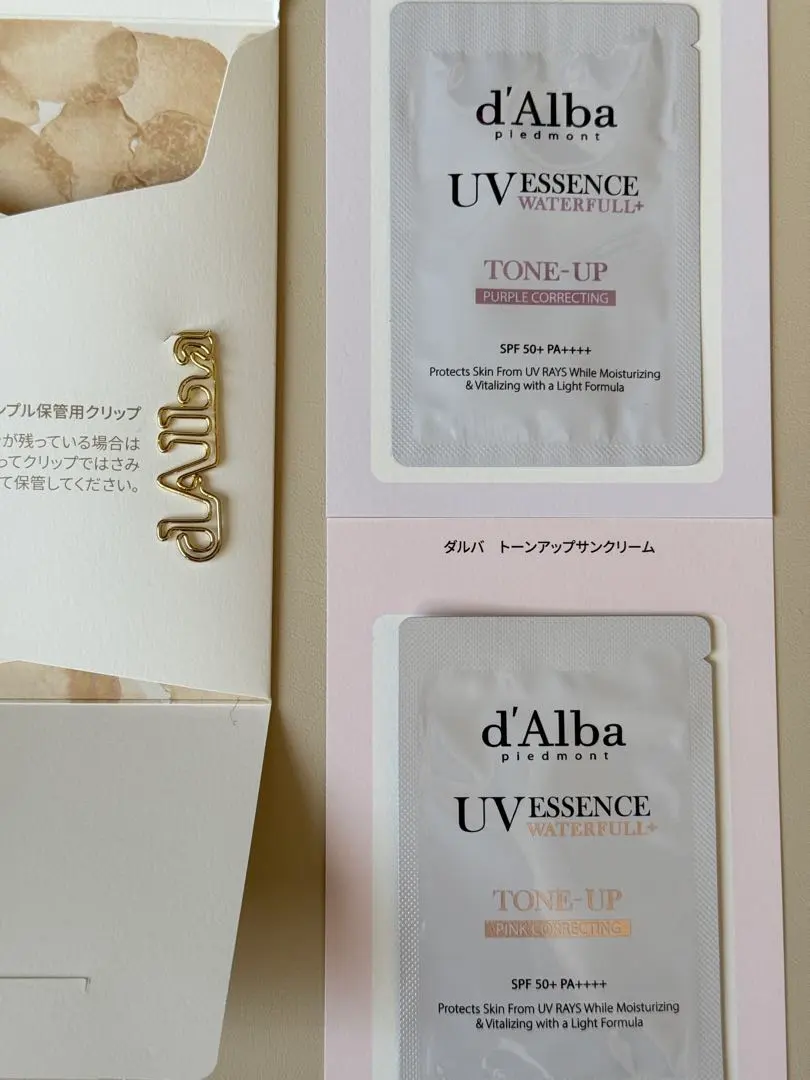 ンプル保管用クリップ
が残っている場合は
ってクリップではさみ
て保管してください。
d'Alba
d'Alba
piedmont
UV ESSENCE
WATERFULL+
TONE-UP
PURPLE CORRECTING
SPF 50+ PA++++
Protects Skin From UV RAYS While Moisturizing
& Vitalizing with a Light Formula
ダルバ　トーンアップサンクリーム
d'Alba
piedmont
UV ESSENCE
WATERFULL+
TONE-UP
PINK CORRECTING
SPF 50+ PA++++
Protects Skin From UV RAYS While Moisturizing
& Vitalizing with a Light Formula